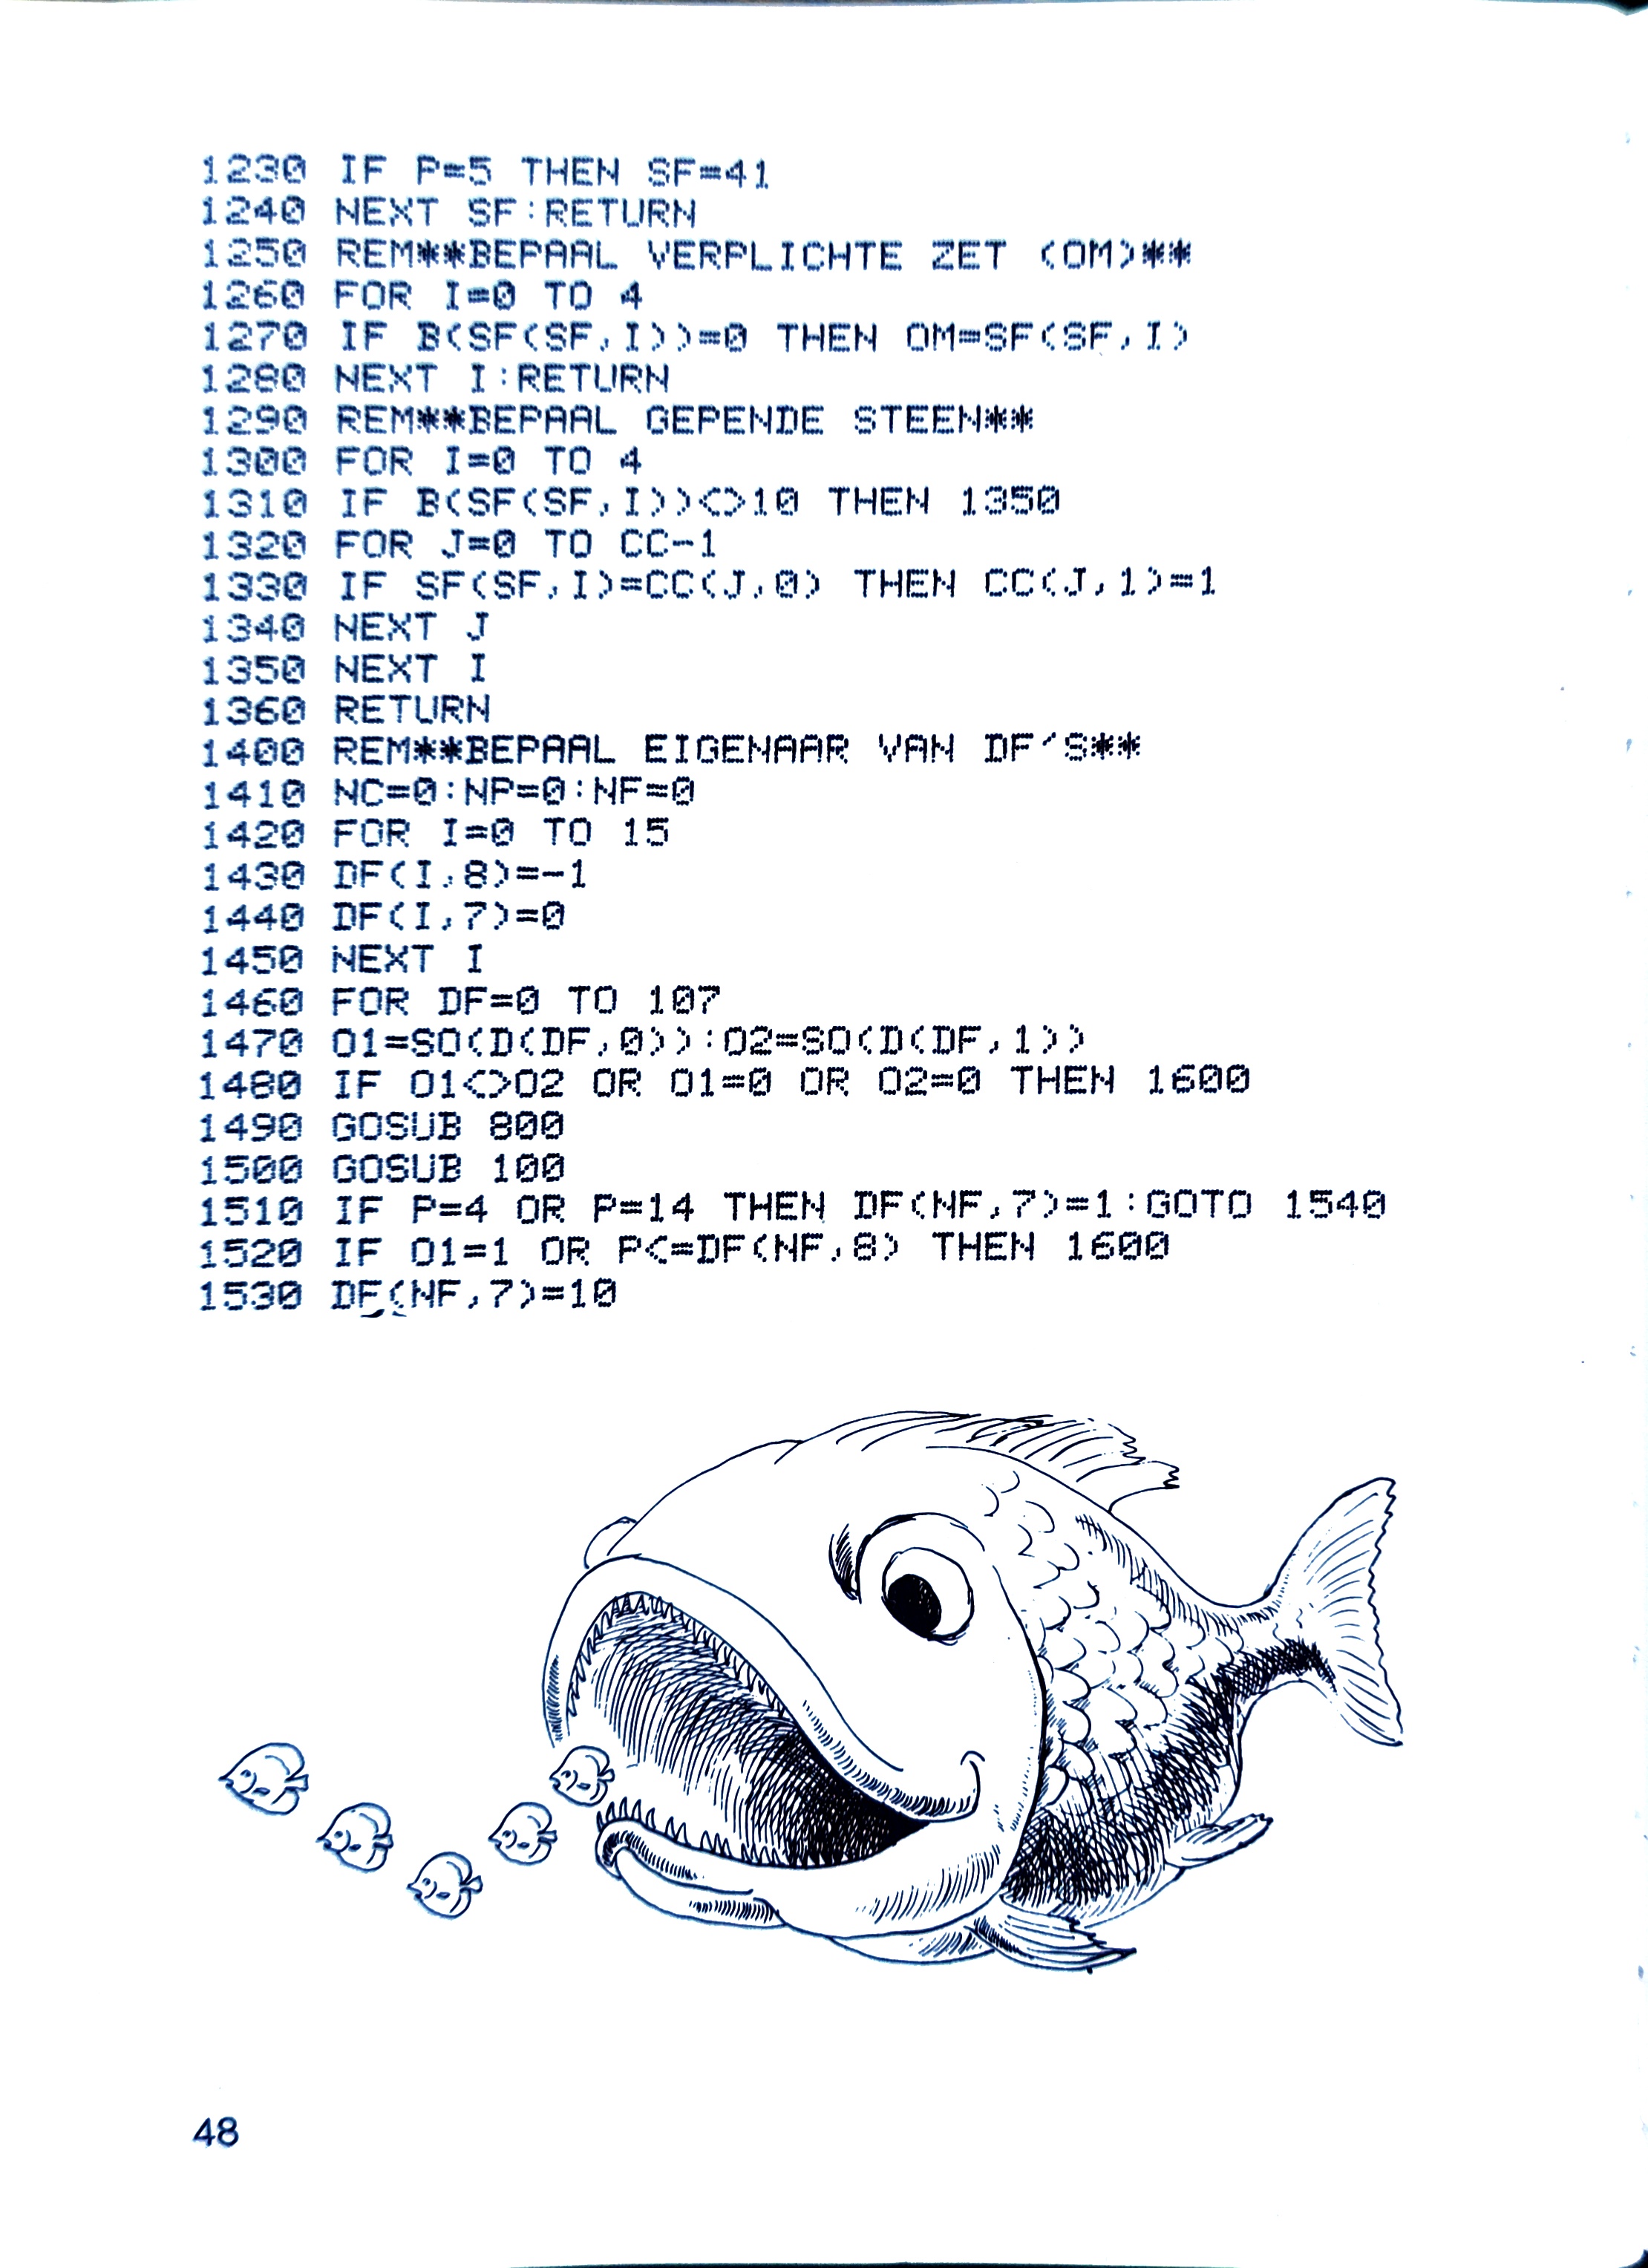 1230 IF P=5 THEN SF=41
1240 NEXT SF:RETURN
1250 REM**BEPAAL VERPLICHTE ZET (OM)**
1260 FOR I=0 TO 4
1270 IF B(SF(SF,I))=0 THEN OM=SF(SF,I)
1280 NEXT I:RETURN
1290 REM**BEPAAL GEPENDE STEEN**
1300 FOR I=0 TO 4
1310 IF B(SF(SF,I))<>10 THEN 1350
1320 FOR J=0 TO CC-1
1330 IF SF(SF,I)=CC(J,0) THEN CC(J,1)=1
1340 NEXT J
1350 NEXT I
1360 RETURN
1400 REM**BEPAAL EIGENAAR VAN DF'S**
1410 NC=0:NP=0:NF=0
1420 FOR I=0 TO 15
1430 DF(I,8)=-1
1440 DF(I,7)=0
1450 NEXT I
1460 FOR DF=0 TO 107
1470 O1=SO(D(DF,0)):O2=SO(D(DF,1))
1480 IF O1<>O2 OR O1=0 OR O2=0 THEN 1600
1490 GOSUB 800
1500 GOSUB 100
1510 IF P=4 OR P=14 THEN DF(NF,7)=1:GOTO 1540
1520 IF O1=1 OR P<=DF(NF,8) THEN 1600
1530 DF(NF,7)=10
48